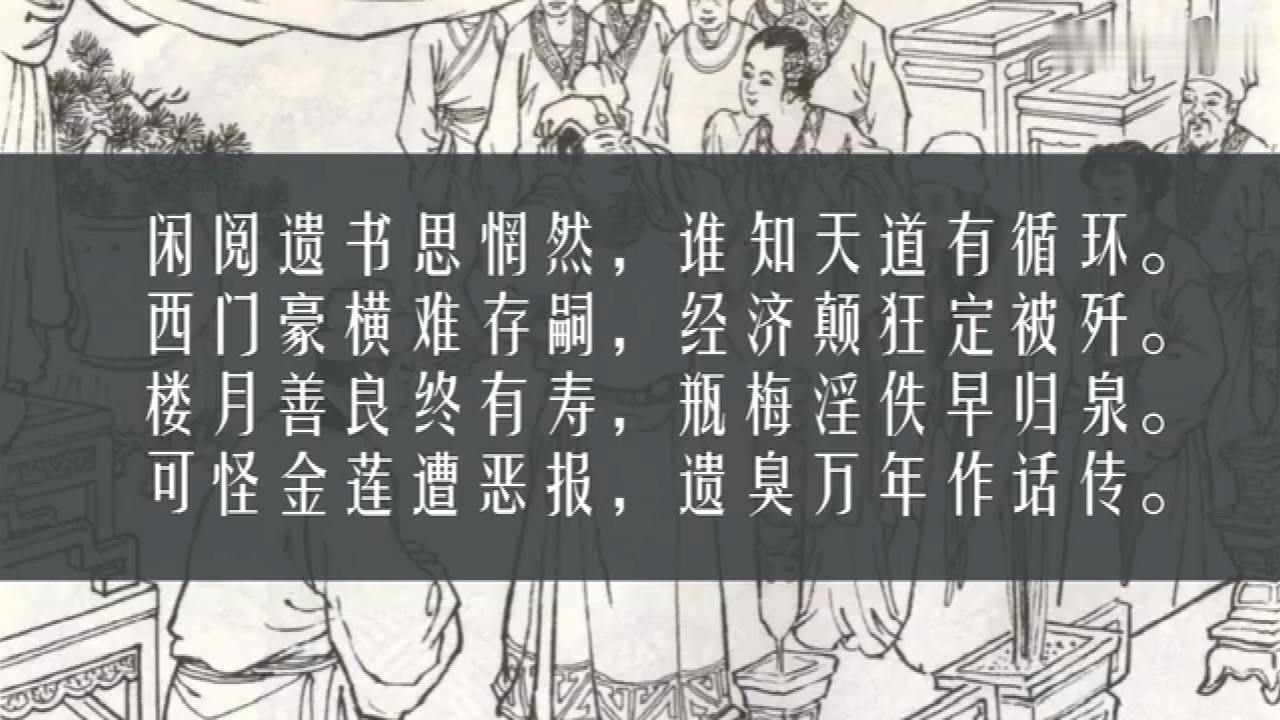 闲阅遗书思惘然，谁知天道有循环。
西门豪横难存嗣，经济颠狂定被歼。
楼月善良终有寿，瓶梅淫佚早归泉。
可怪金莲遭恶报，遗臭万年作话传。